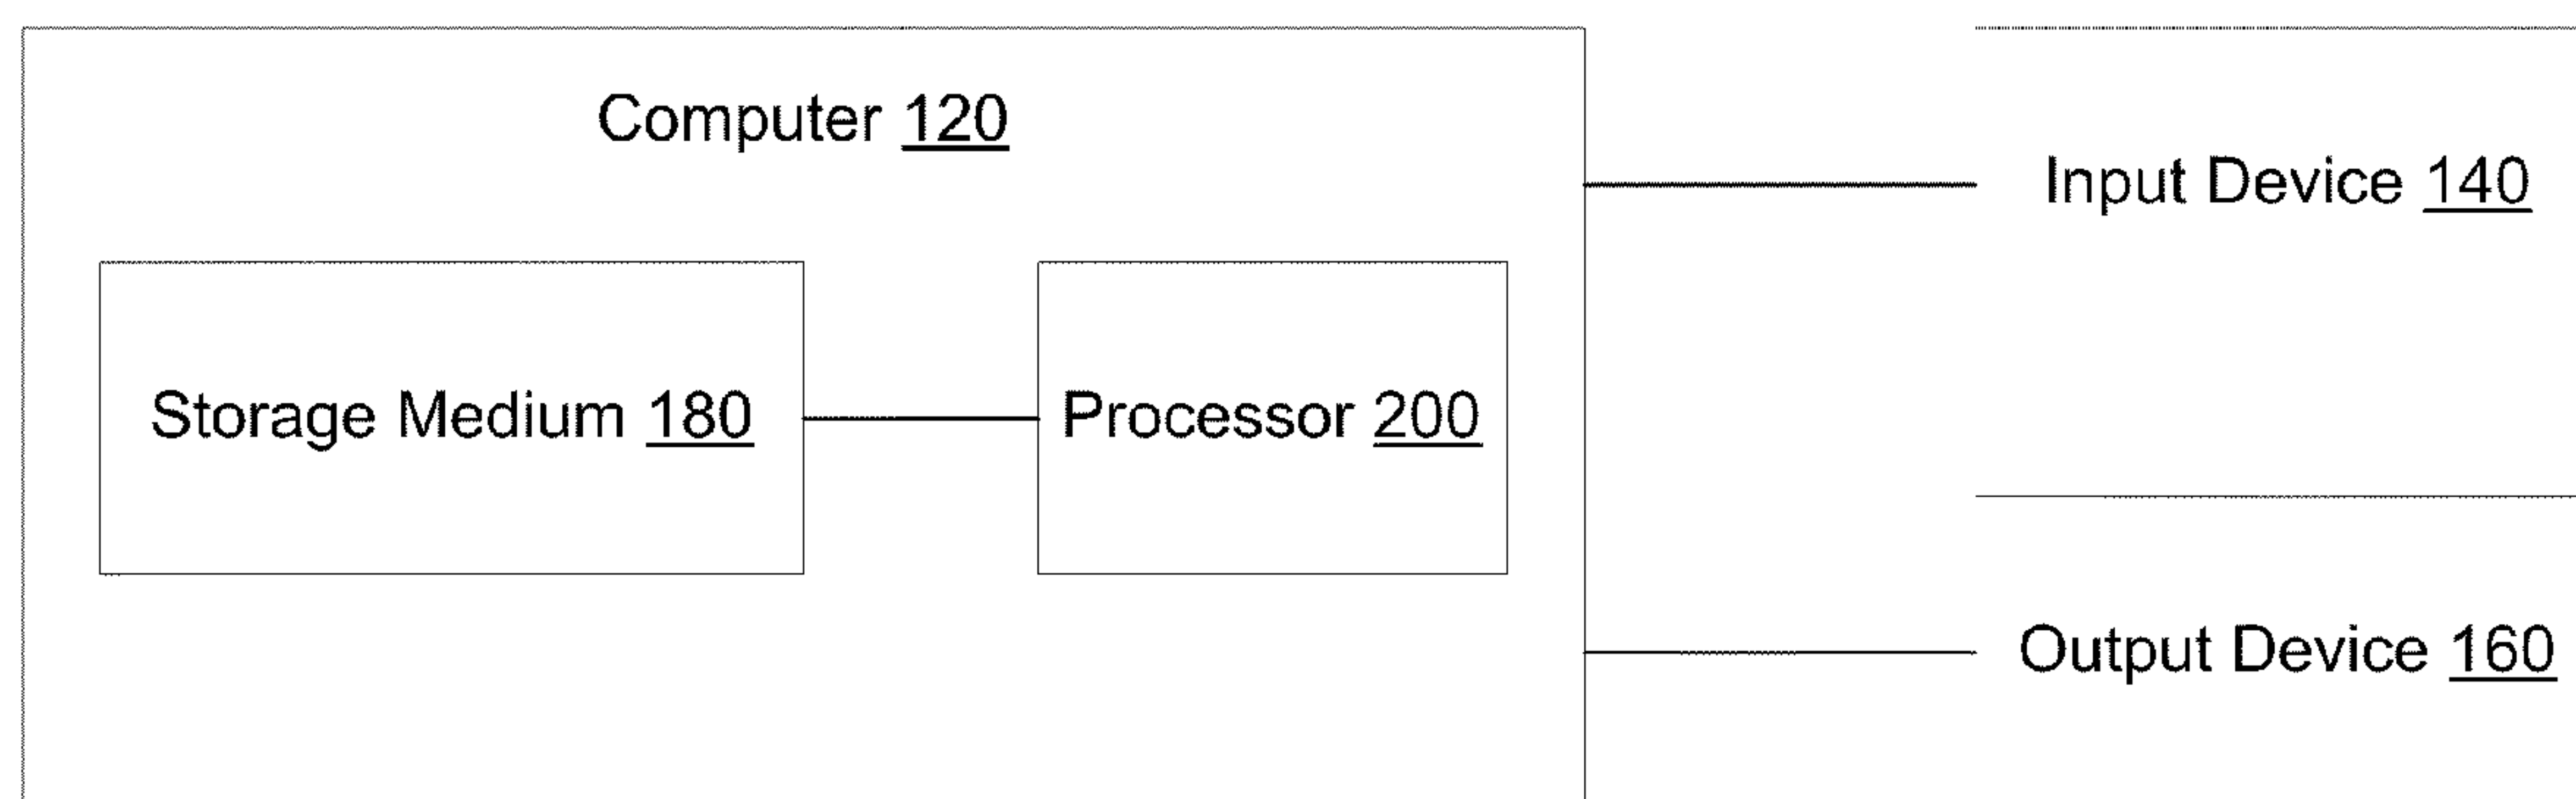 Computer 120
Input Device 140
Storage Medium 180
Processor 200
Output Device 160